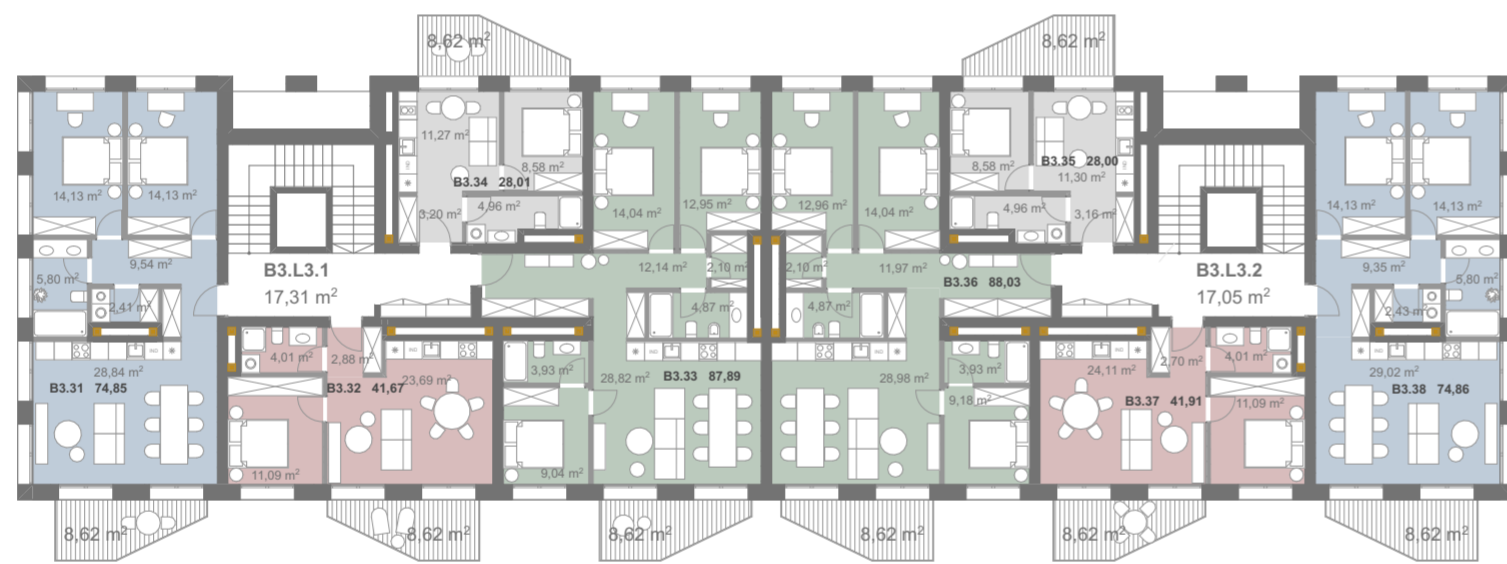 8,62 m²
8,62 m²
11,27 m²
8,58 m²
B3.34 28,01
3,20 m²
4,96 m²
8,58 m²
B3.35 28,00
11,30 m²
4,96 m²
3,16 m²
14,13 m²
14,13 m²
14,04 m²
12,95 m²
12,96 m²
14,04 m²
14,13 m²
14,13 m²
5,80 m²
9,54 m²
2,41 m²
B3.L3.1
17,31 m²
12,14 m²
2,10 m²
4,87 m²
2,10 m²
11,97 m²
4,87 m²
B3.36 88,03
B3.L3.2
17,05 m²
9,35 m²
5,80 m²
2,43 m²
28,84 m²
B3.31 74,85
4,01 m²
2,88 m²
IND
IND
B3.32 41,67
23,69 m²
11,09 m²
3,93 m²
28,82 m²
IND
B3.33 87,89
9,04 m²
IND
28,98 m²
3,93 m²
9,18 m²
IND
24,11 m²
2,70 m²
4,01 m²
B3.37 41,91
11,09 m²
IND
29,02 m²
B3.38 74,86
8,62 m²
8,62 m²
8,62 m²
8,62 m²
8,62 m²
8,62 m²